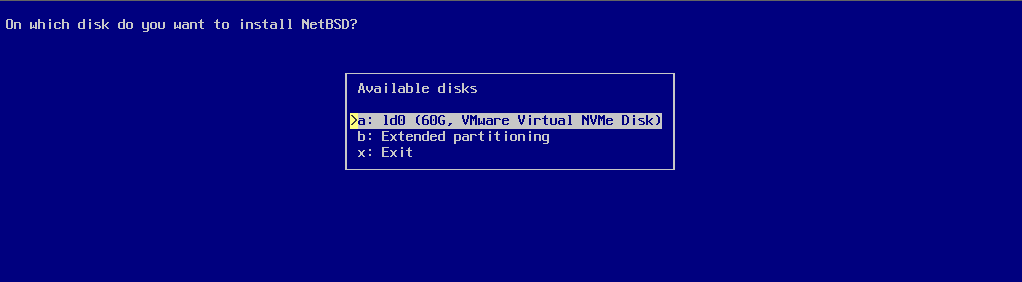 On which disk do you want to install NetBSD?
Available disks
>a: ld0 (60G, VMware Virtual NVMe Disk)
b: Extended partitioning
x: Exit